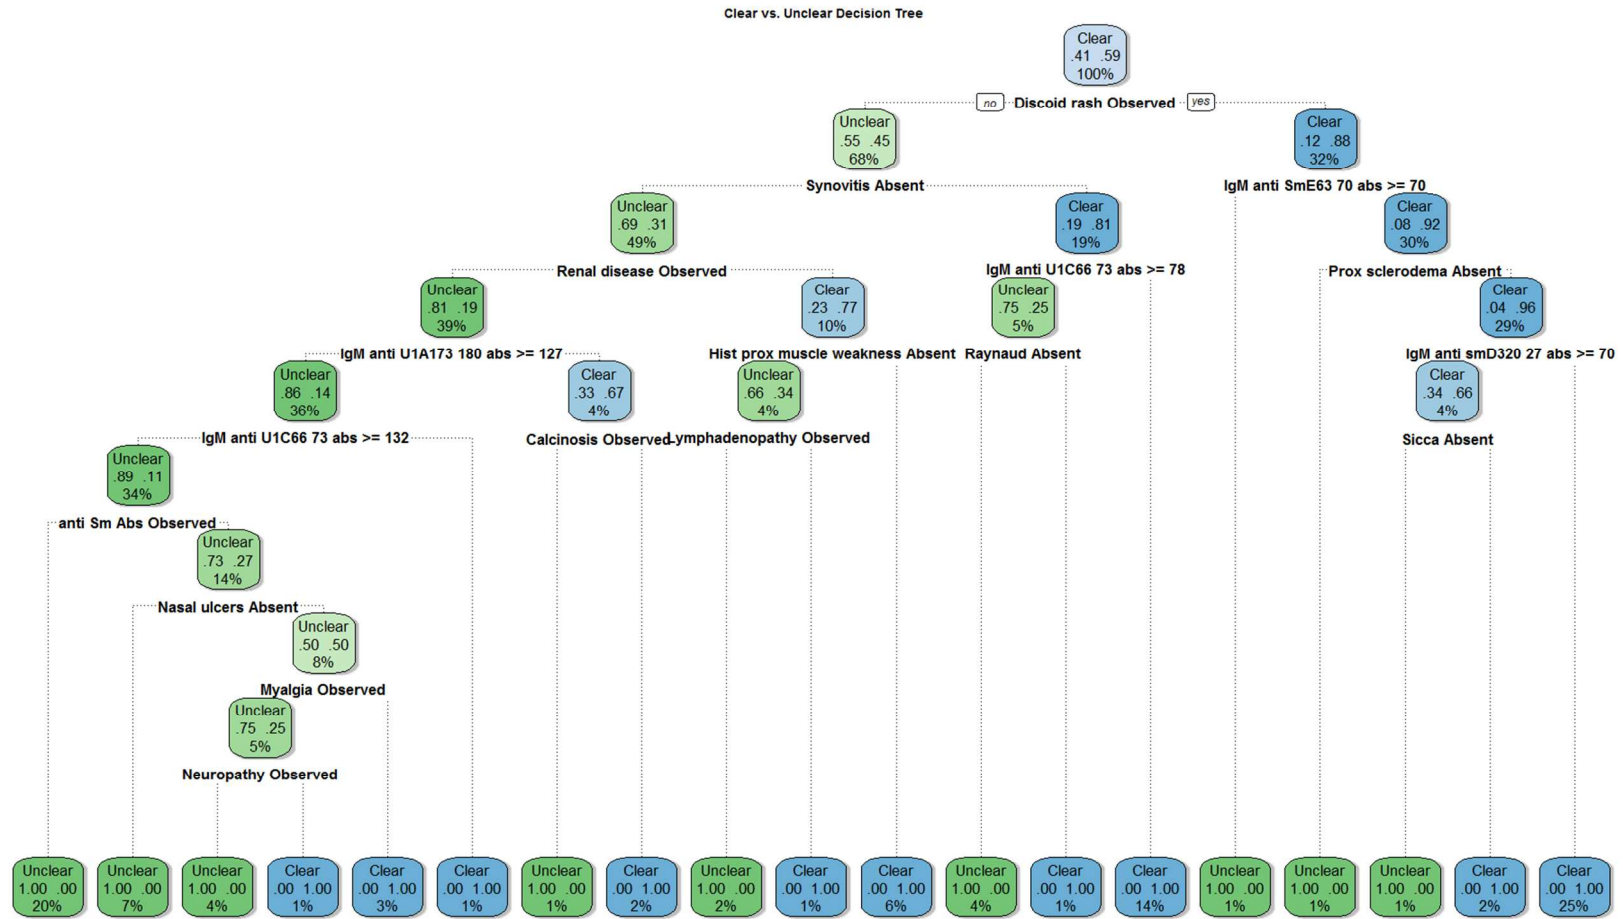 Clear vs. Unclear Decision Tree
Clear
.41 .59
100%
no
Discoid rash Observed
yes
Unclear
.55 .45
68%
Clear
.12 .88
32%
Synovitis Absent
IgM anti SmE63 70 abs >= 70
Unclear
.69 .31
49%
Clear
.19 .81
19%
Clear
.08 .92
30%
Renal disease Observed
IgM anti U1C66 73 abs >= 78
Prox sclerodema Absent
Unclear
.81 .19
39%
Clear
.23 .77
10%
Unclear
.75 .25
5%
Clear
.04 .96
29%
IgM anti U1A173 180 abs >= 127
Hist prox muscle weakness Absent
Raynaud Absent
IgM anti smD320 27 abs >= 70
Unclear
.86 .14
36%
Clear
.33 .67
4%
Unclear
.66 .34
4%
Clear
.34 .66
4%
IgM anti U1C66 73 abs >= 132
Calcinosis Observed
Lymphadenopathy Observed
Sicca Absent
Unclear
.89 .11
34%
anti Sm Abs Observed
Unclear
.73 .27
14%
Nasal ulcers Absent
Unclear
.50 .50
8%
Myalgia Observed
Unclear
.75 .25
5%
Neuropathy Observed
Unclear
1.00 .00
20%
Unclear
1.00 .00
7%
Unclear
1.00 .00
4%
Clear
.00 1.00
1%
Clear
.00 1.00
3%
Clear
.00 1.00
1%
Unclear
1.00 .00
1%
Clear
.00 1.00
2%
Unclear
1.00 .00
2%
Clear
.00 1.00
1%
Clear
.00 1.00
6%
Unclear
1.00 .00
4%
Clear
.00 1.00
1%
Clear
.00 1.00
14%
Unclear
1.00 .00
1%
Unclear
1.00 .00
1%
Unclear
1.00 .00
1%
Clear
.00 1.00
2%
Clear
.00 1.00
25%